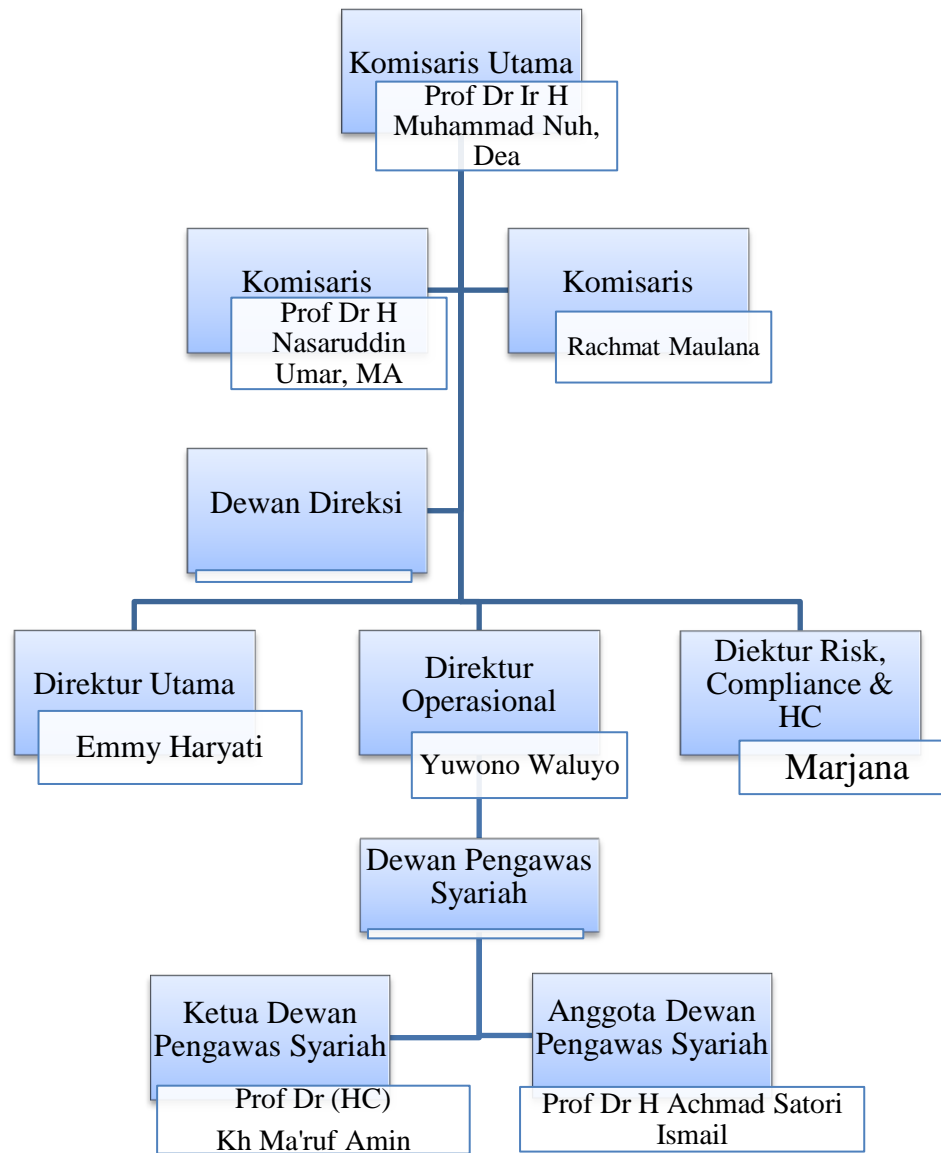 Komisaris Utama
Prof Dr Ir H
Muhammad Nuh,
Dea
Komisaris
Prof Dr H
Nasaruddin
Umar, MA
Komisaris
Rachmat Maulana
Dewan Direksi
Direktur Utama
Emmy Haryati
Direktur
Operasional
Yuwono Waluyo
Diektur Risk,
Compliance &
HC
Marjana
Dewan Pengawas
Syariah
Ketua Dewan
Pengawas Syariah
Prof Dr (HC)
Kh Ma'ruf Amin
Anggota Dewan
Pengawas Syariah
Prof Dr H Achmad Satori
Ismail